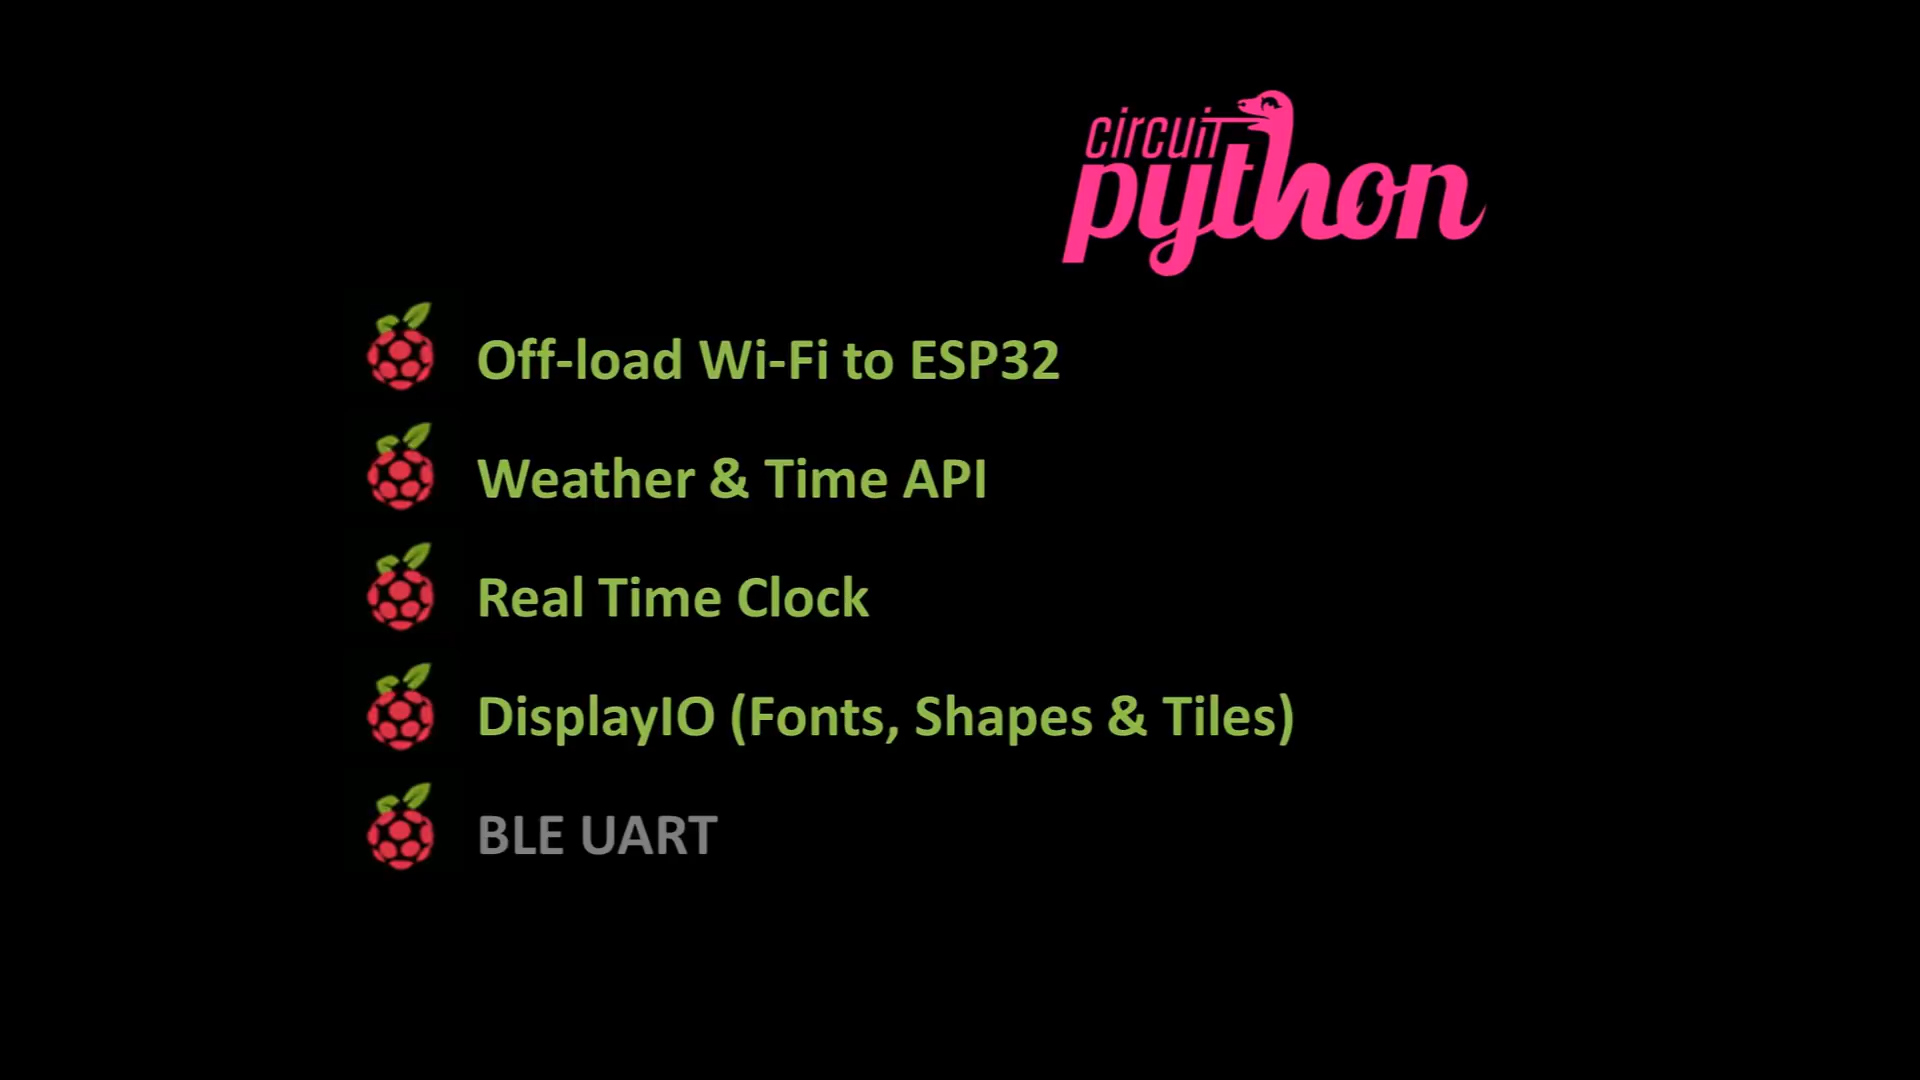 circuit
python
Off-load Wi-Fi to ESP32
Weather & Time API
Real Time Clock
DisplayIO (Fonts, Shapes & Tiles)
BLE UART